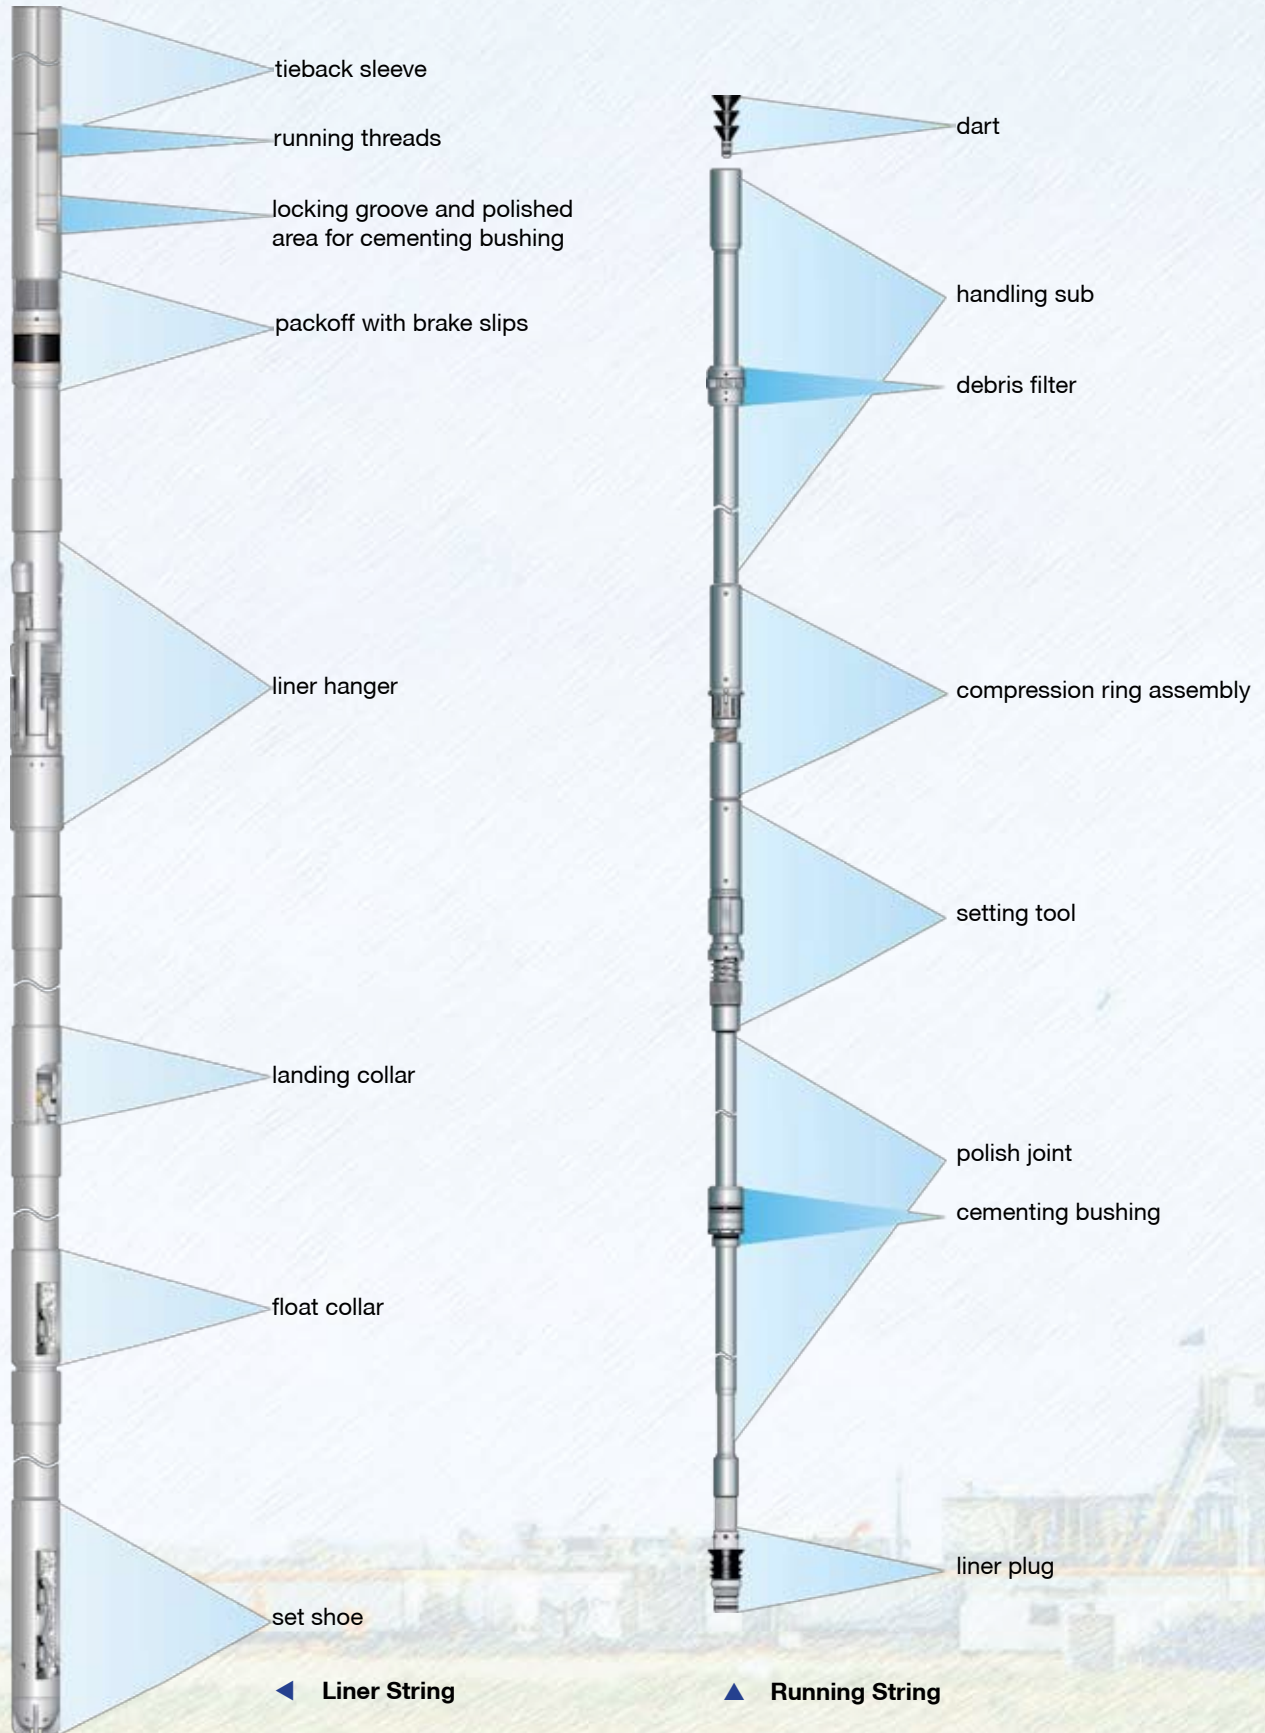 tieback sleeve
running threads
locking groove and polished
area for cementing bushing
packoff with brake slips
liner hanger
landing collar
float collar
set shoe
Liner String
dart
handling sub
debris filter
compression ring assembly
setting tool
polish joint
cementing bushing
liner plug
Running String